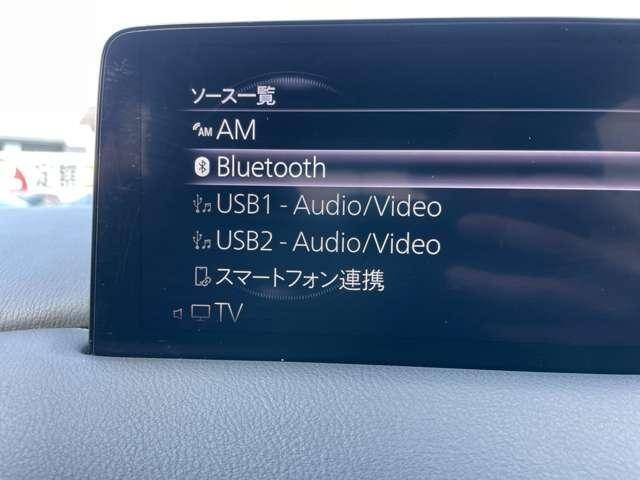 ソース一覧
AM AM
Bluetooth
USB1 - Audio/Video
USB2 - Audio/Video
スマートフォン連携
TV